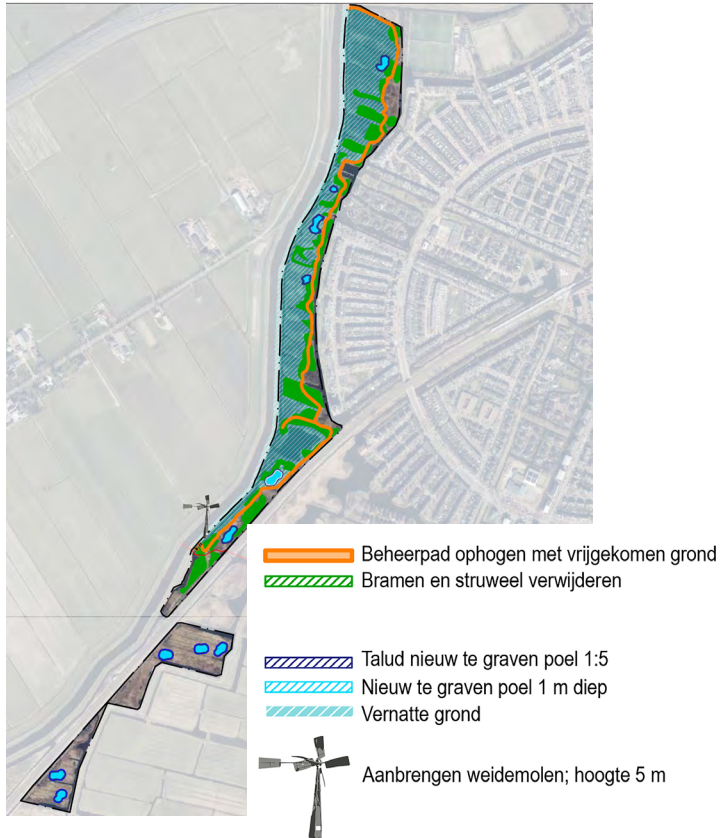 Beheerpad ophogen met vrijgekomen grond
Bramen en struweel verwijderen
Talud nieuw te graven poel 1:5
Nieuw te graven poel 1 m diep
Vernatte grond
Aanbrengen weidemolen; hoogte 5 m